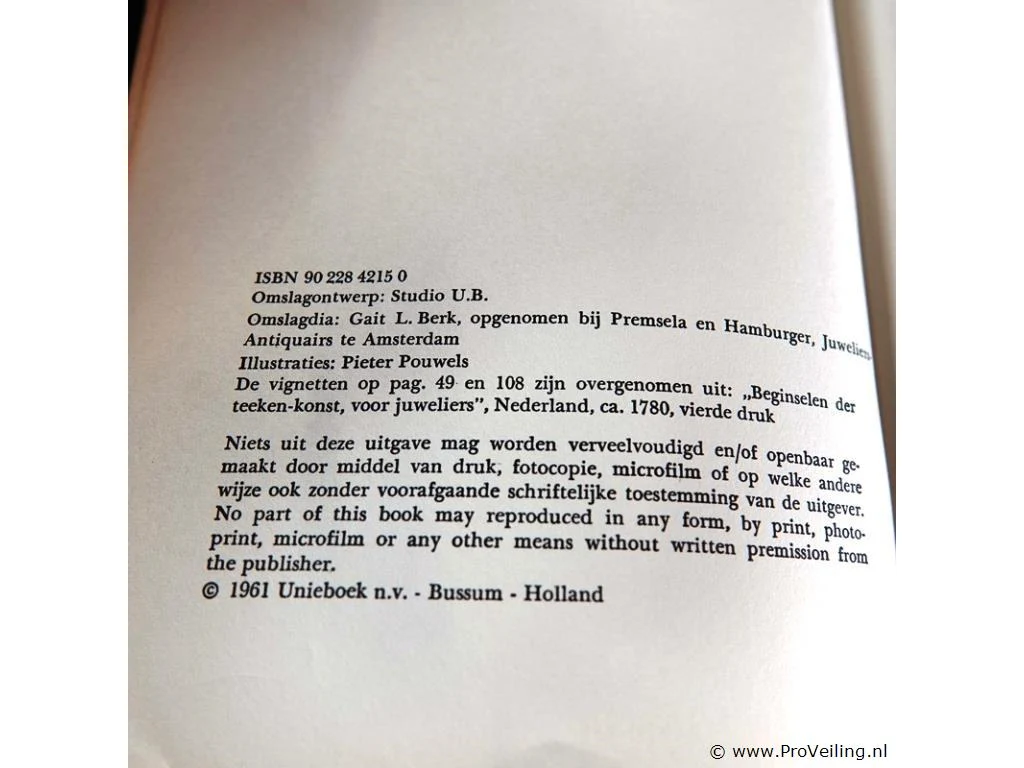 ISBN 90 228 4215 0
Omslagontwerp: Studio U.B.
Omslagdia: Gait L. Berk, opgenomen bij Premsela en Hamburger, Juwelien-
Antiquairs te Amsterdam
Illustraties: Pieter Pouwels
De vignetten op pag. 49 en 108 zijn overgenomen uit: „Beginselen der
teeken-konst, voor juweliers”, Nederland, ca. 1780, vierde druk
Niets uit deze uitgave mag worden verveelvoudigd en/of openbaar ge-
maakt door middel van druk, fotocopie, microfilm of op welke andere
wijze ook zonder voorafgaande schriftelijke toestemming van de uitgever.
No part of this book may reproduced in any form, by print, photo-
print, microfilm or any other means without written premission from
the publisher.
© 1961 Unieboek n.v. - Bussum - Holland
© www.ProVeiling.nl